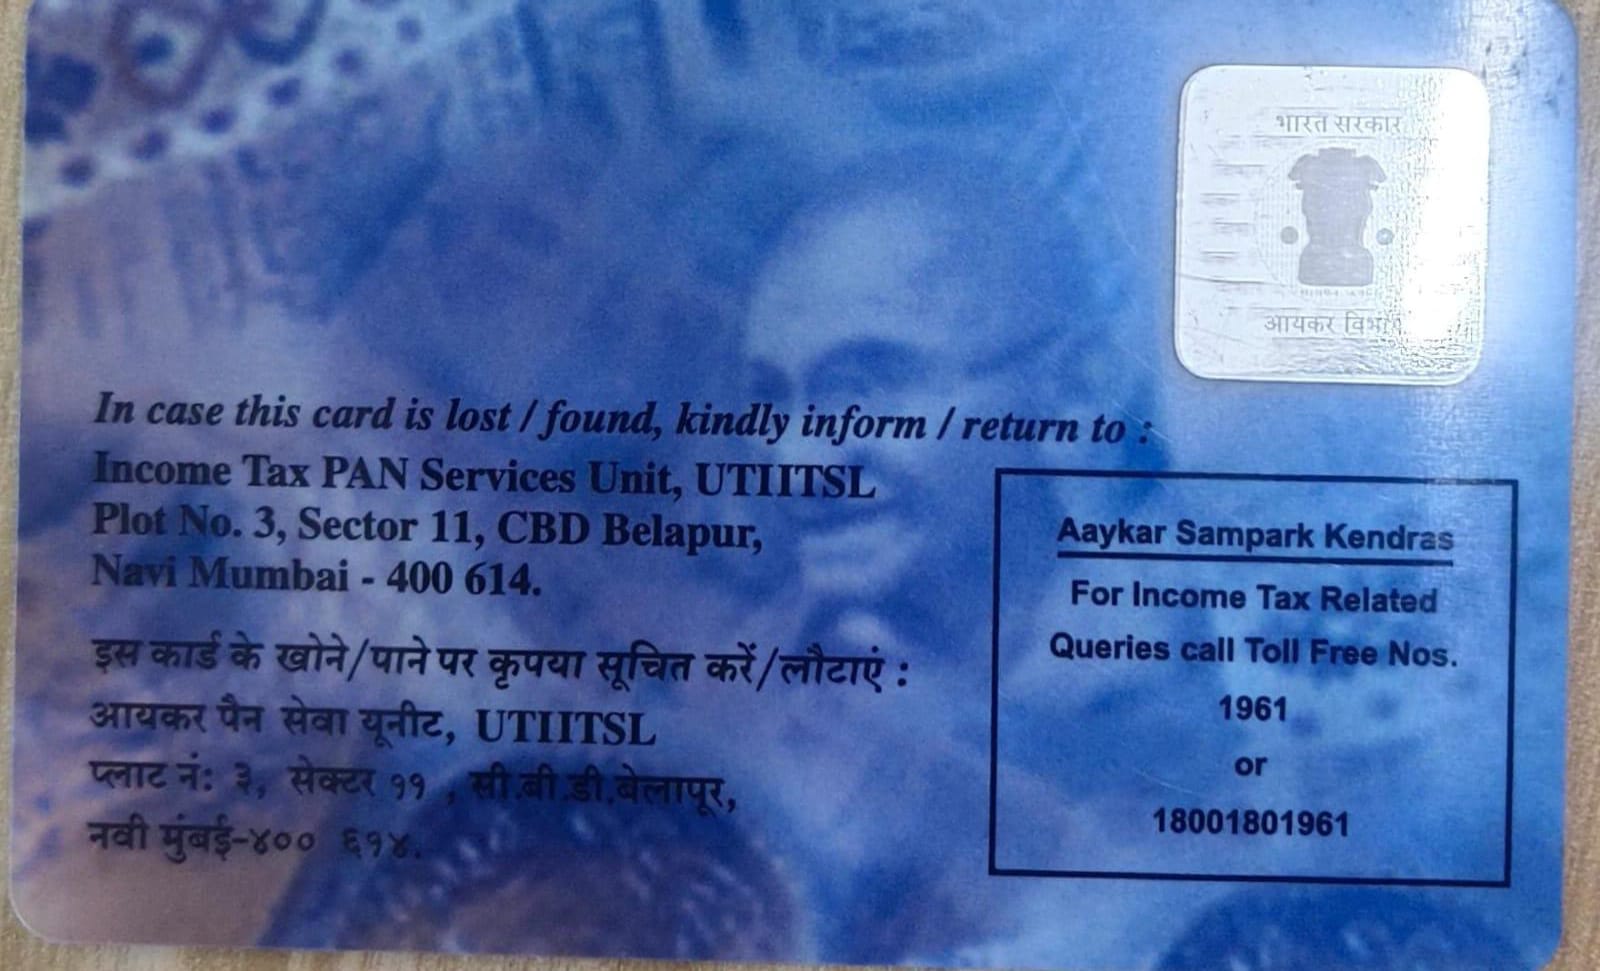 भारत सरकार
आयकर
In case this card is lost / found, kindly inform / return to :
Income Tax PAN Services Unit, UTIITSL
Plot No. 3, Sector 11, CBD Belapur,
Navi Mumbai - 400 614.
इस कार्ड के खोने/पाने पर कृपया सूचित करें/लौटाएं :
आयकर पैन सेवा यूनीट, UTIITSL
प्लाट नं: ३, सेक्टर ११ , सी.बी.डी.बेलापूर,
नवी मुंबई-४०० ६१४.
Aaykar Sampark Kendras
For Income Tax Related
Queries call Toll Free Nos.
1961
or
18001801961